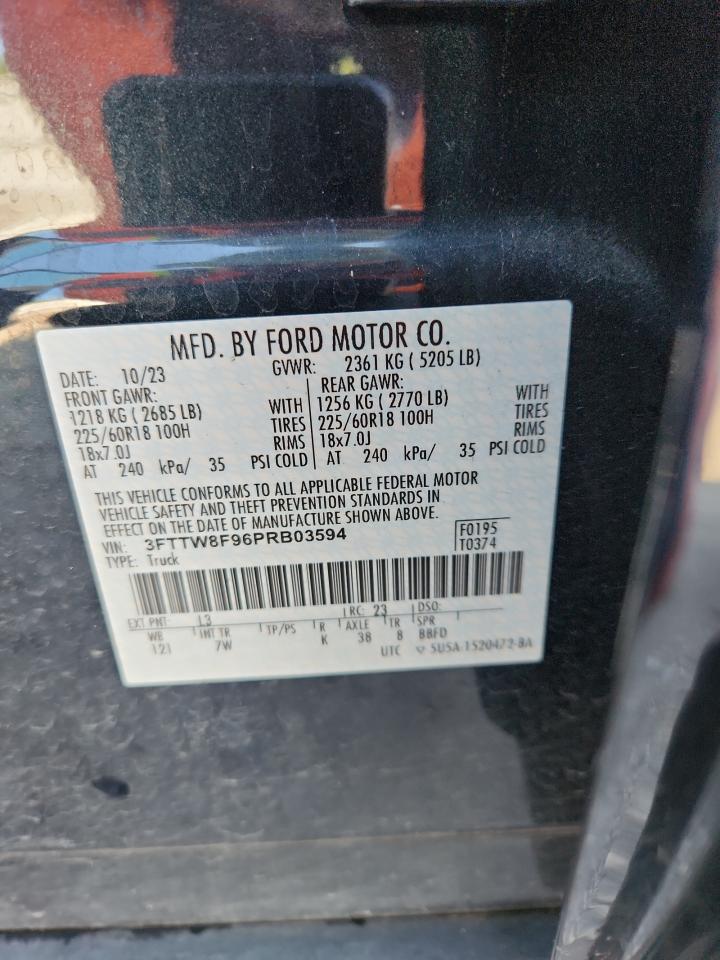 MFD. BY FORD MOTOR CO.
DATE: 10/23 GVWR: 2361 KG ( 5205 LB)
FRONT GAWR: REAR GAWR:
1218 KG ( 2685 LB) WITH 1256 KG ( 2770 LB) WITH
225/60R18 100H TIRES 225/60R18 100H TIRES
18x7.0J RIMS 18x7.0J RIMS
AT 240 kPa/ 35 PSI COLD AT 240 kPa/ 35 PSI COLD
THIS VEHICLE CONFORMS TO ALL APPLICABLE FEDERAL MOTOR
VEHICLE SAFETY AND THEFT PREVENTION STANDARDS IN
EFFECT ON THE DATE OF MANUFACTURE SHOWN ABOVE.
VIN: 3FTTW8F96PRB03594 F0195
TYPE: Truck T0374
EXT PNT: L3 RC: 23 DSO:
WB INT TR TP/PS R AXLE TR SPR
121 7W K 38 8 BBFD
UTC ▽ 5U5A-1520472-BA